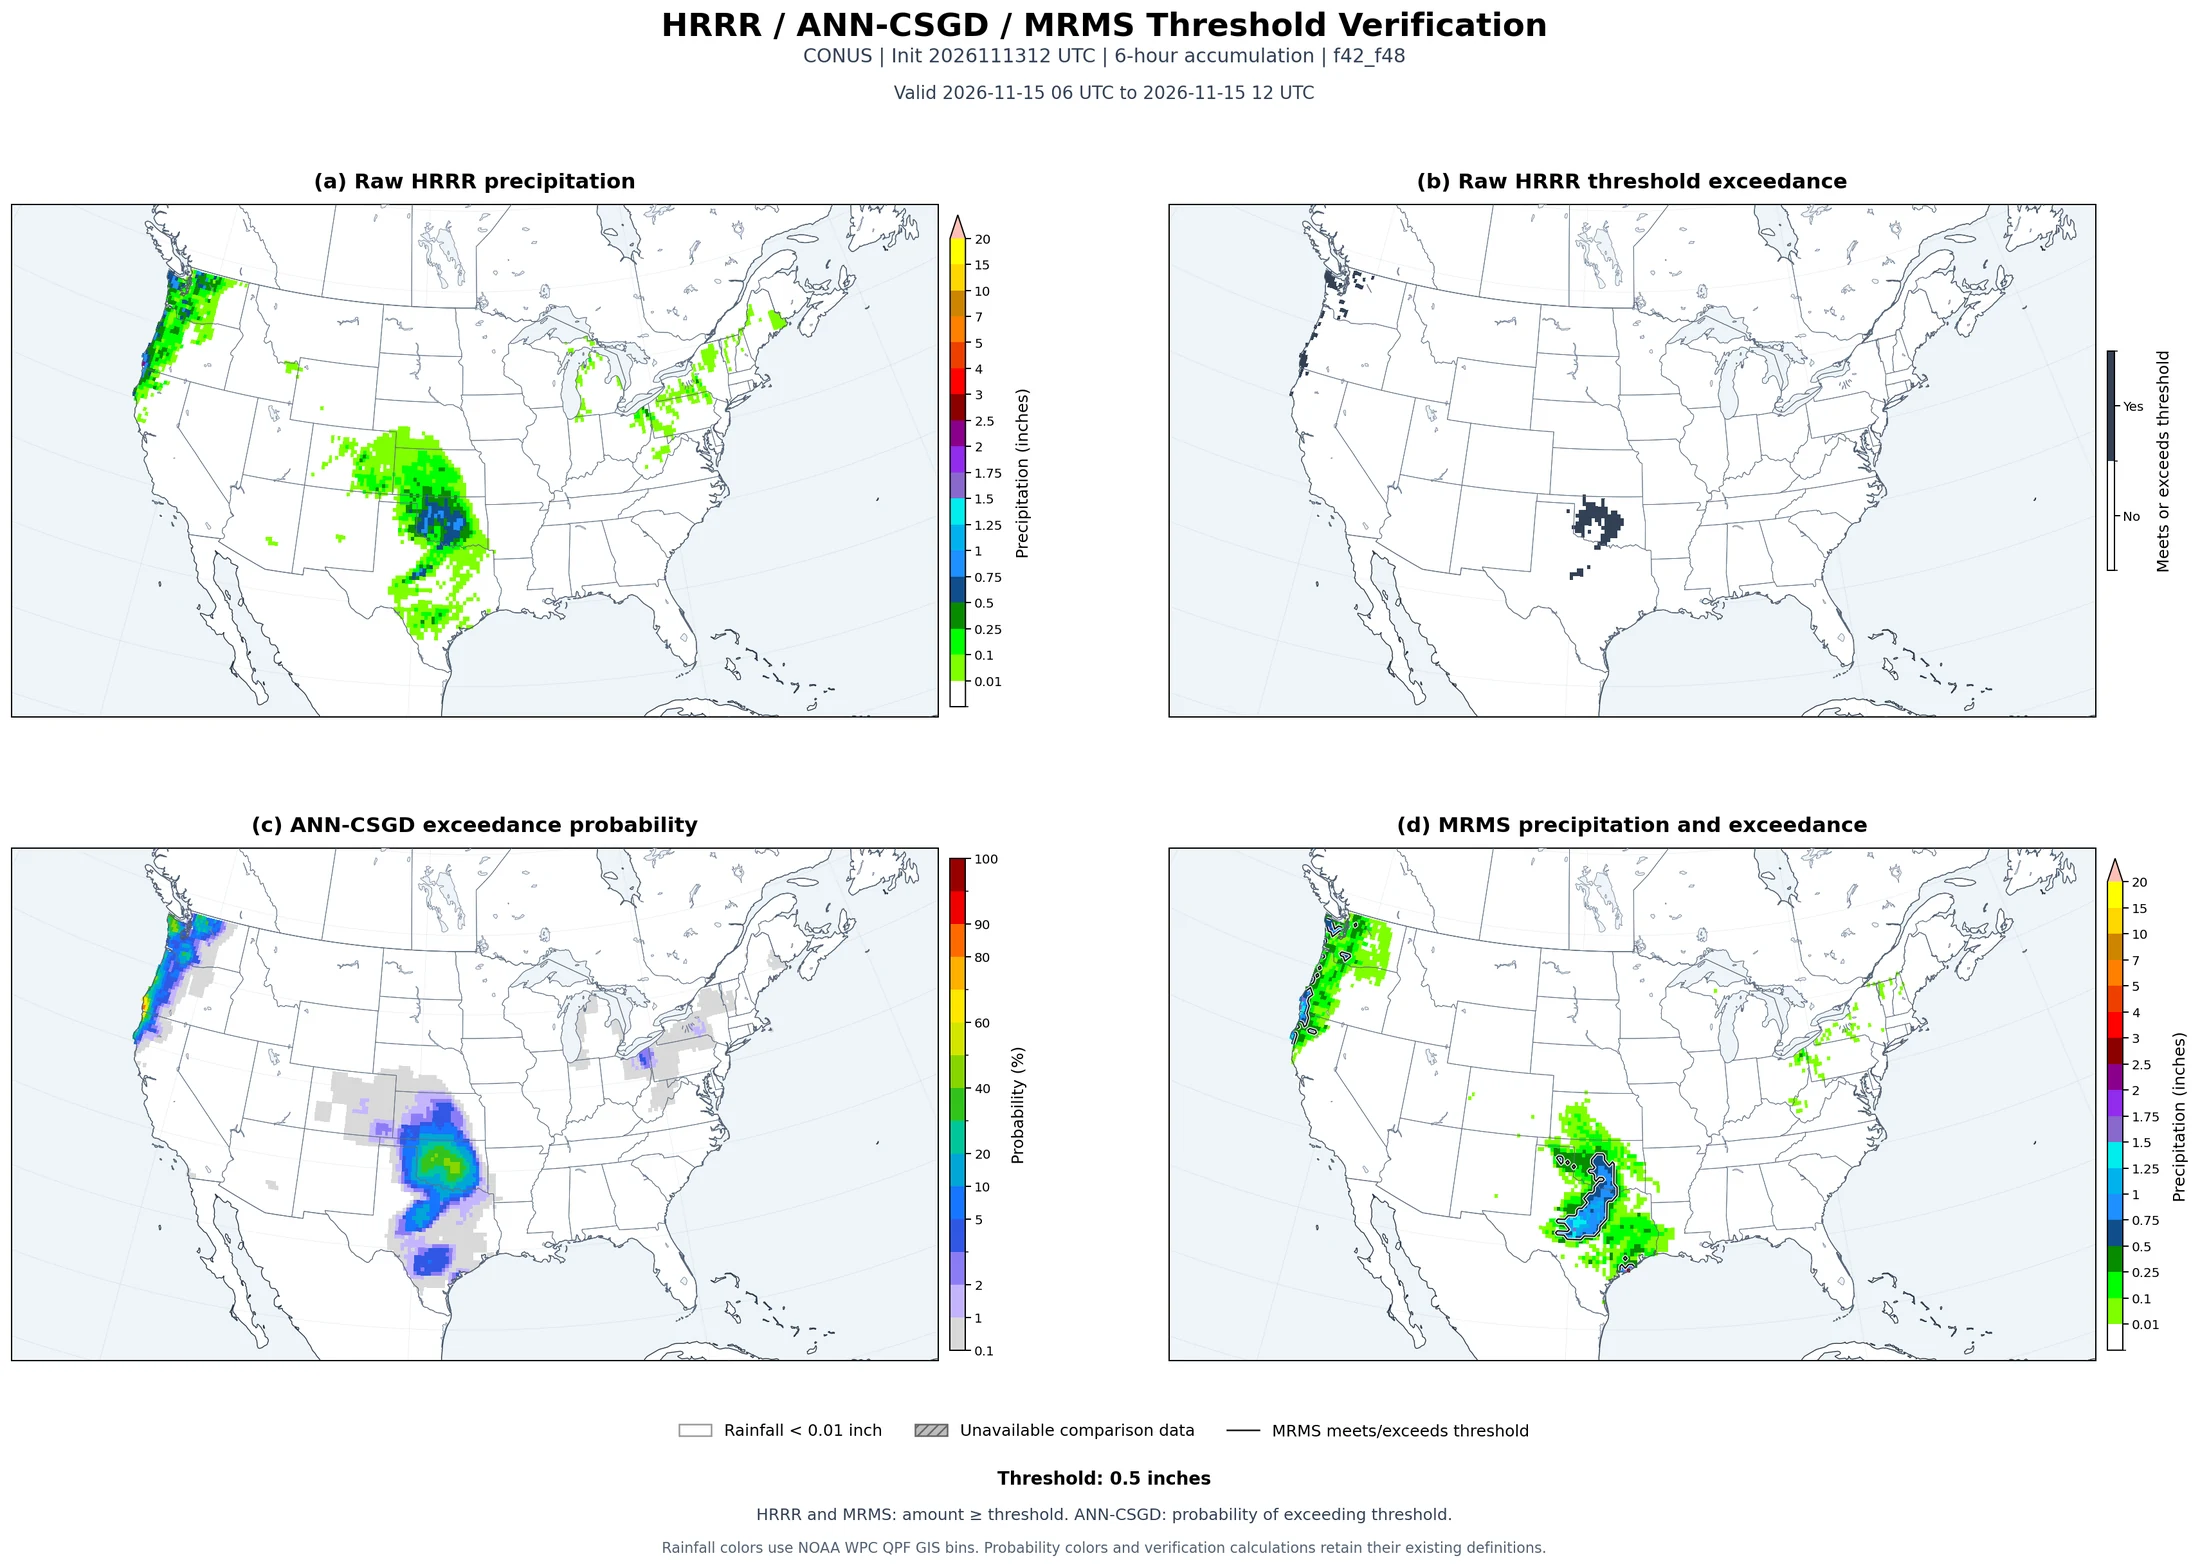 HRRR / ANN-CSGD / MRMS Threshold Verification
CONUS | Init 2026111312 UTC | 6-hour accumulation | f42_f48
Valid 2026-11-15 06 UTC to 2026-11-15 12 UTC
(a) Raw HRRR precipitation
20
15
10
7
5
4
3
2.5
2
1.75
1.5
1.25
1
0.75
0.5
0.25
0.1
0.01
Precipitation (inches)
(b) Raw HRRR threshold exceedance
Yes
No
Meets or exceeds threshold
(c) ANN-CSGD exceedance probability
100
90
80
60
40
20
10
5
2
1
0.1
Probability (%)
(d) MRMS precipitation and exceedance
20
15
10
7
5
4
3
2.5
2
1.75
1.5
1.25
1
0.75
0.5
0.25
0.1
0.01
Precipitation (inches)
Rainfall < 0.01 inch
Unavailable comparison data
MRMS meets/exceeds threshold
Threshold: 0.5 inches
HRRR and MRMS: amount ≥ threshold. ANN-CSGD: probability of exceeding threshold.
Rainfall colors use NOAA WPC QPF GIS bins. Probability colors and verification calculations retain their existing definitions.